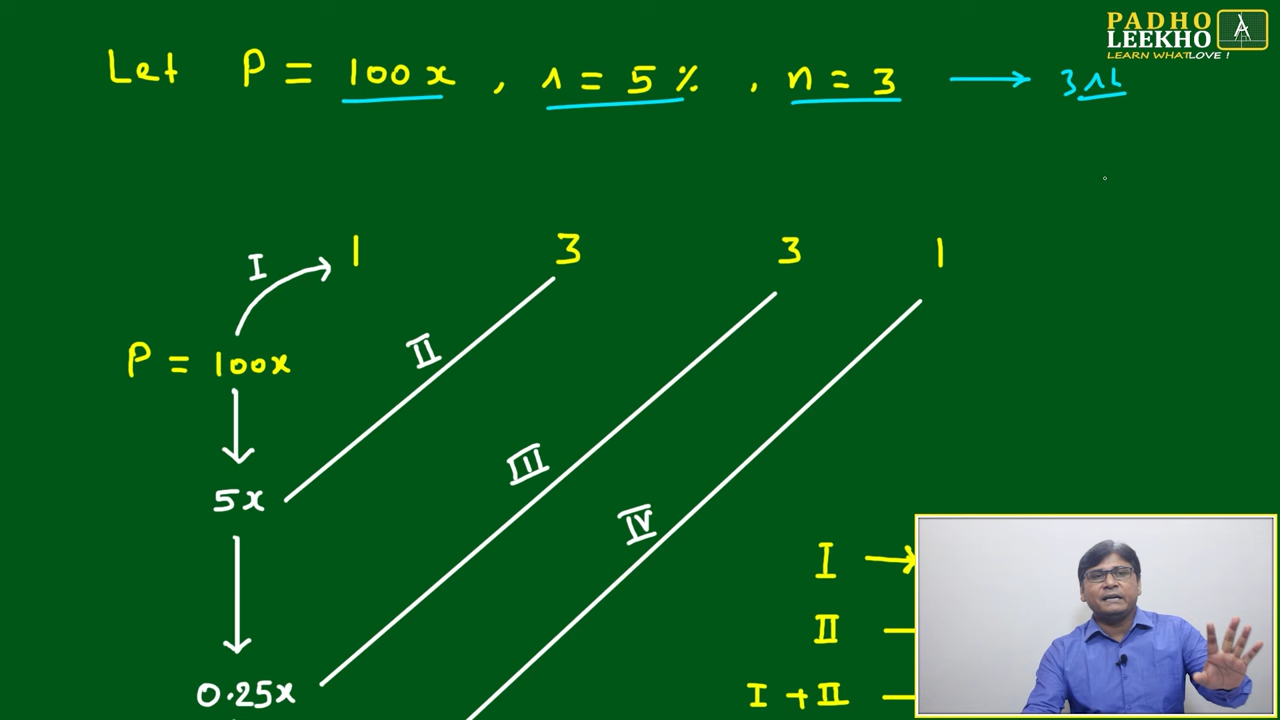 PADHO
LEEKHO
LEARN WHAT LOVE !
Let P = 100x , r = 5 % , n = 3 → 3
1 3 3 1
I
II
P = 100x
5x
III
IV
I →
II
0.25x
I + II